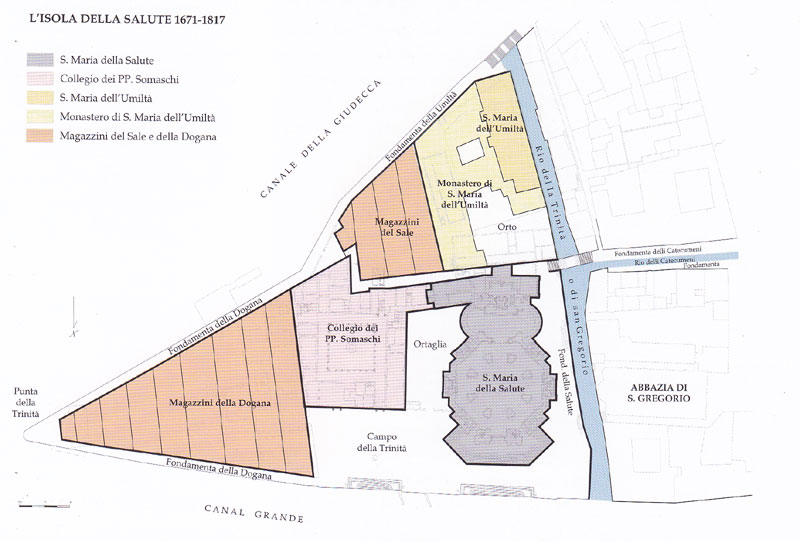 L'ISOLA DELLA SALUTE 1671-1817
S. Maria della Salute
Collegio dei PP. Somaschi
S. Maria dell'Umiltà
Monastero di S. Maria dell'Umiltà
Magazzini del Sale e della Dogana
CANALE DELLA GIUDECCA
Fondamenta della Umiltà
S. Maria
dell'Umiltà
Rio della Trinità
Monastero di
S. Maria
dell'Umiltà
Magazzini
del Sale
Orto
Fondamenta delli Catecumeni
Rio delli Catecumeni
Fondamenta
Fondamenta della Dogana
Collegio dei
PP. Somaschi
Ortaglia
o di san Gregorio
Fond. della Salute
S. Maria
della Salute
ABBAZIA DI
S. GREGORIO
Punta
della
Trinità
Magazzini della Dogana
Campo
della Trinità
Fondamenta della Dogana
CANAL GRANDE
N